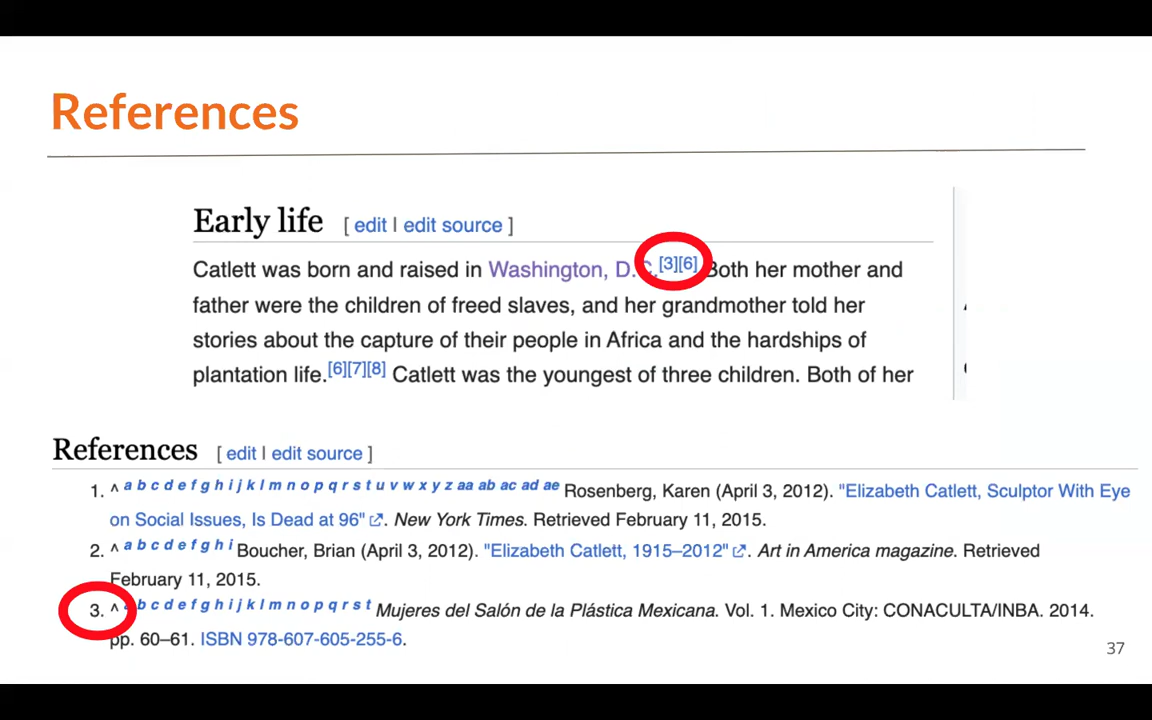 References
Early life [ edit | edit source ]
Catlett was born and raised in Washington, D.C.[3][6] Both her mother and
father were the children of freed slaves, and her grandmother told her
stories about the capture of their people in Africa and the hardships of
plantation life.[6][7][8] Catlett was the youngest of three children. Both of her
References [ edit | edit source ]
1. ^ a b c d e f g h i j k l m n o p q r s t u v w x y z aa ab ac ad ae Rosenberg, Karen (April 3, 2012). "Elizabeth Catlett, Sculptor With Eye
on Social Issues, Is Dead at 96". New York Times. Retrieved February 11, 2015.
2. ^ a b c d e f g h i Boucher, Brian (April 3, 2012). "Elizabeth Catlett, 1915–2012". Art in America magazine. Retrieved
February 11, 2015.
3. ^ a b c d e f g h i j k l m n o p q r s t Mujeres del Salón de la Plástica Mexicana. Vol. 1. Mexico City: CONACULTA/INBA. 2014.
pp. 60–61. ISBN 978-607-605-255-6.
37